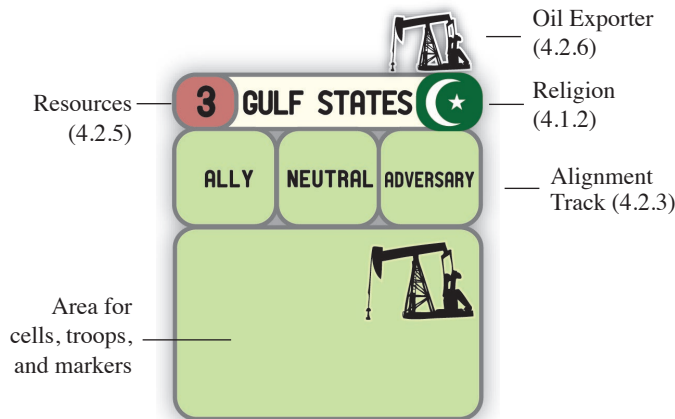 Oil Exporter
(4.2.6)
Resources
(4.2.5)
3 GULF STATES
Religion
(4.1.2)
ALLY NEUTRAL ADVERSARY
Alignment
Track (4.2.3)
Area for
cells, troops,
and markers